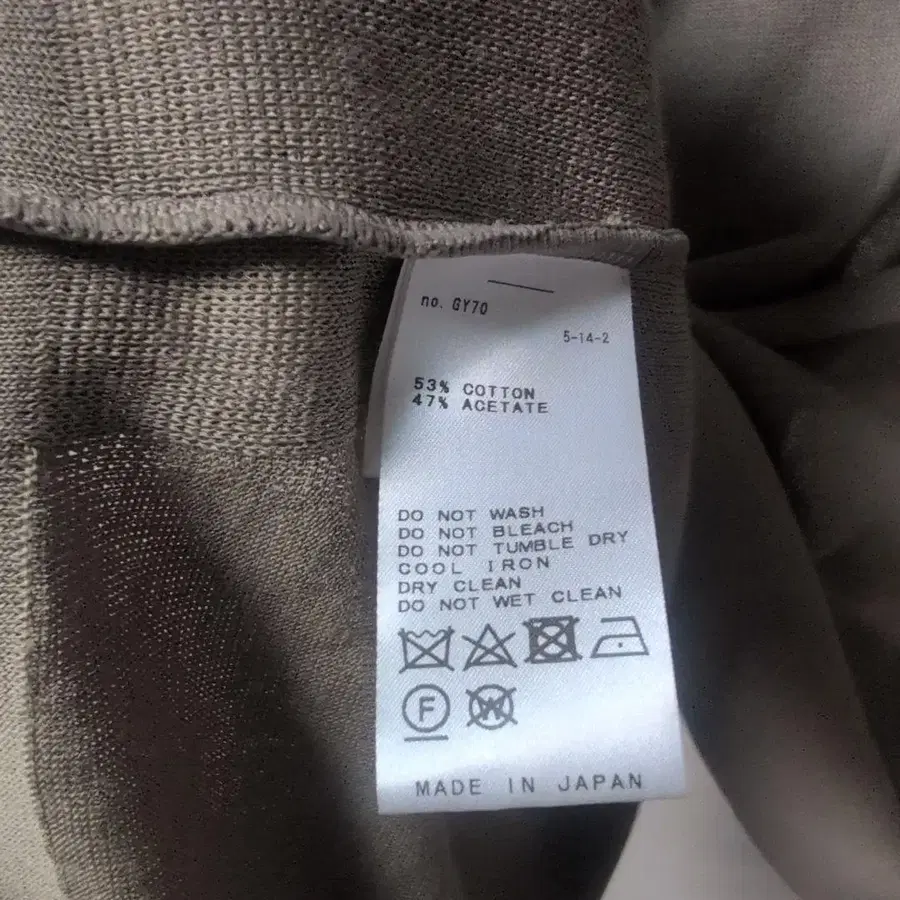 no. GY70
5-14-2
53% COTTON
47% ACETATE
DO NOT WASH
DO NOT BLEACH
DO NOT TUMBLE DRY
COOL IRON
DRY CLEAN
DO NOT WET CLEAN
F W
MADE IN JAPAN